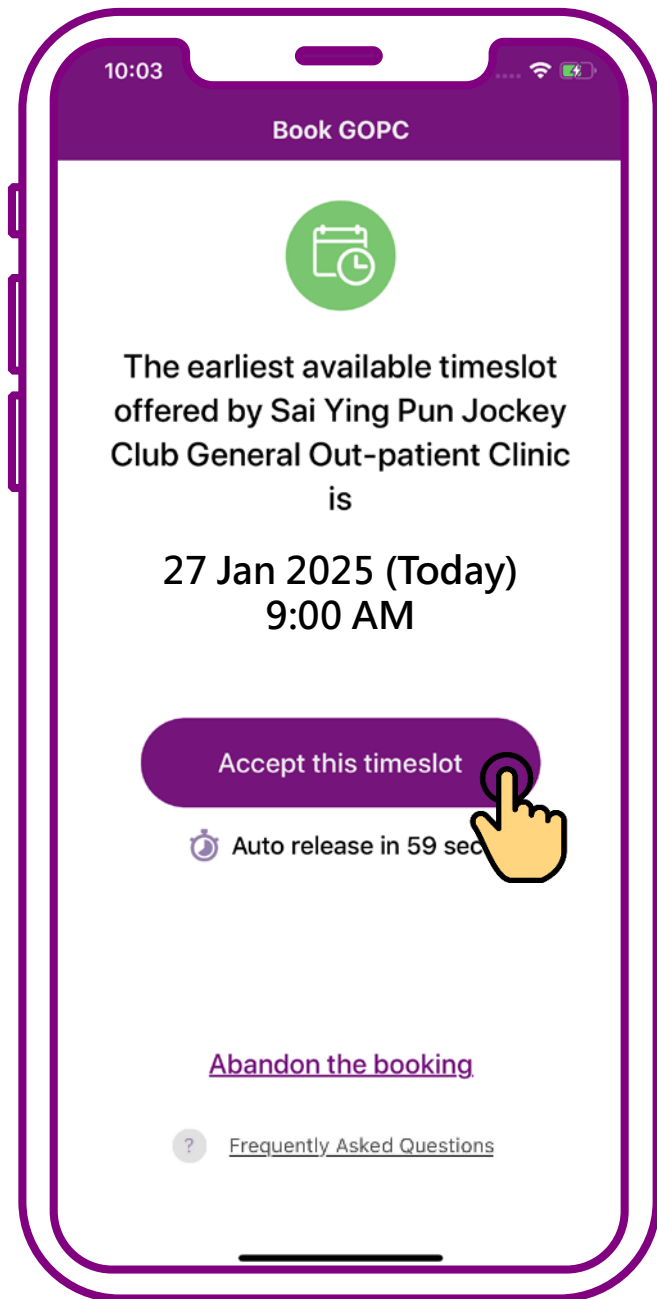 10:03
Book GOPC
The earliest available timeslot
offered by Sai Ying Pun Jockey
Club General Out-patient Clinic
is
27 Jan 2025 (Today)
9:00 AM
Accept this timeslot
Auto release in 59 sec
Abandon the booking
? Frequently Asked Questions